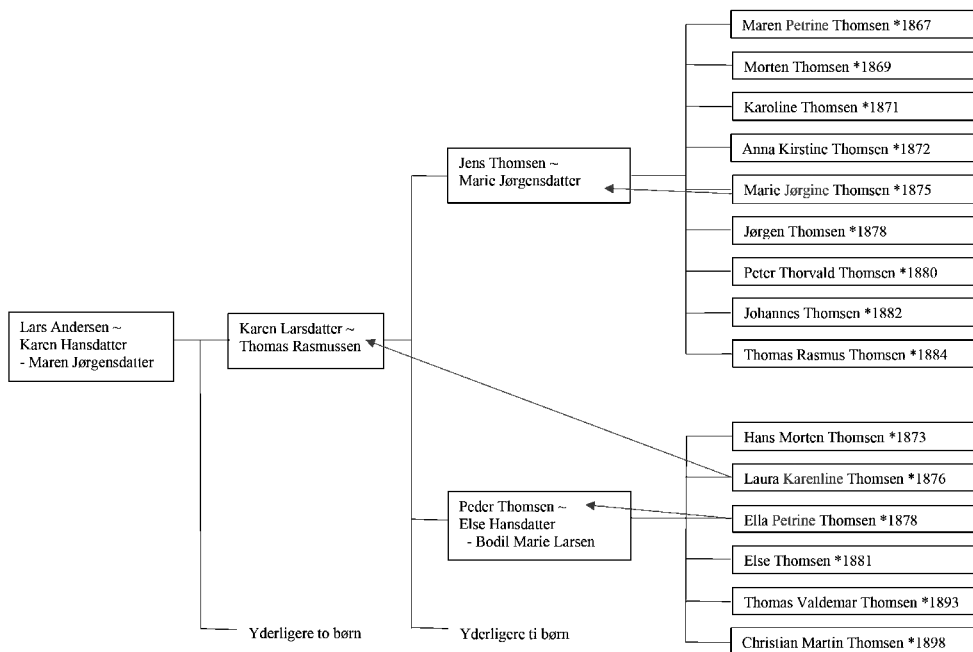 Maren Petrine Thomsen *1867
Morten Thomsen *1869
Karoline Thomsen *1871
Anna Kirstine Thomsen *1872
Marie Jørgine Thomsen *1875
Jørgen Thomsen *1878
Peter Thorvald Thomsen *1880
Johannes Thomsen *1882
Thomas Rasmus Thomsen *1884
Jens Thomsen ~
Marie Jørgensdatter
Lars Andersen ~
Karen Hansdatter
- Maren Jørgensdatter
Karen Larsdatter ~
Thomas Rasmussen
Hans Morten Thomsen *1873
Laura Karenline Thomsen *1876
Ella Petrine Thomsen *1878
Else Thomsen *1881
Thomas Valdemar Thomsen *1893
Christian Martin Thomsen *1898
Peder Thomsen ~
Else Hansdatter
- Bodil Marie Larsen
Yderligere to børn
Yderligere ti børn